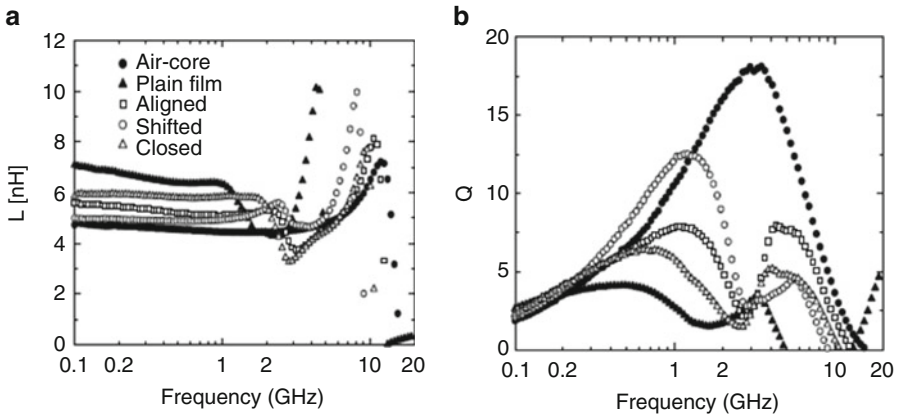 a
12
10
8
6
4
2
0
L [nH]
Air-core
Plain film
Aligned
Shifted
Closed
0.1
0.2
1
2
10
20
Frequency (GHz)
b
20
15
10
5
0
Q
0.1
0.2
1
2
10
20
Frequency (GHz)